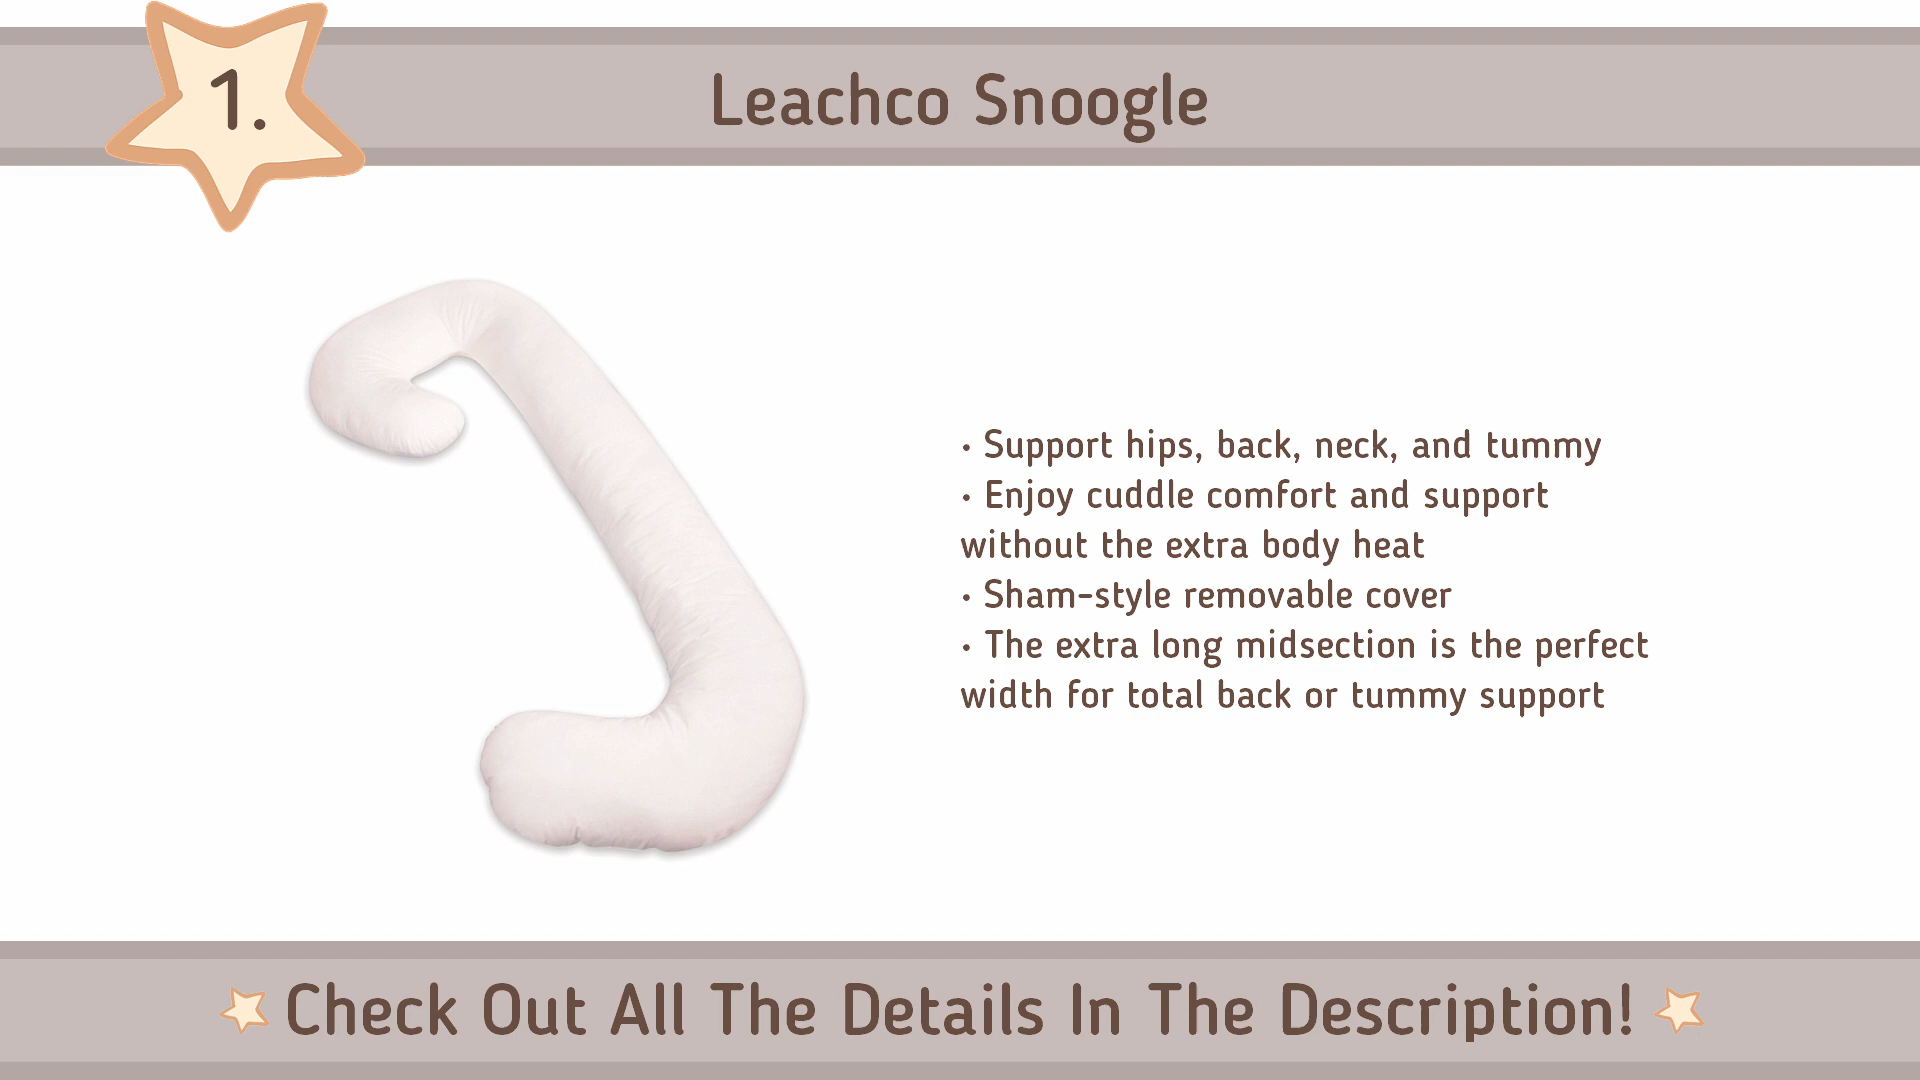 1.
Leachco Snoogle
• Support hips, back, neck, and tummy
• Enjoy cuddle comfort and support
without the extra body heat
• Sham-style removable cover
• The extra long midsection is the perfect
width for total back or tummy support
Check Out All The Details In The Description!